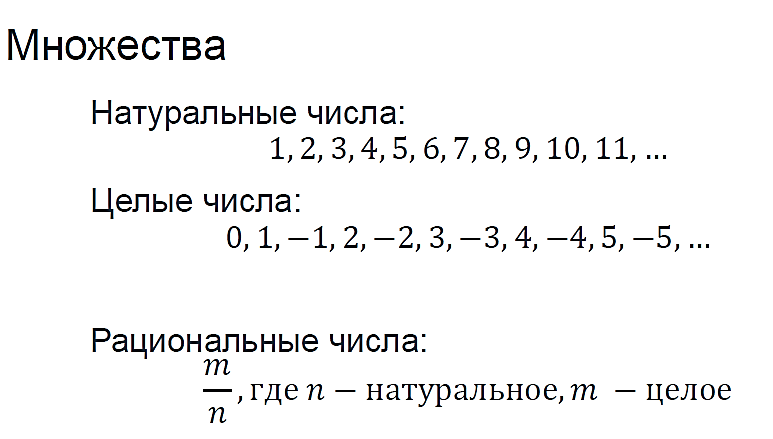 Множества
Натуральные числа:
1, 2, 3, 4, 5, 6, 7, 8, 9, 10, 11, …
Целые числа:
0, 1, −1, 2, −2, 3, −3, 4, −4, 5, −5, …
Рациональные числа:
m/n, где n − натуральное, m −целое